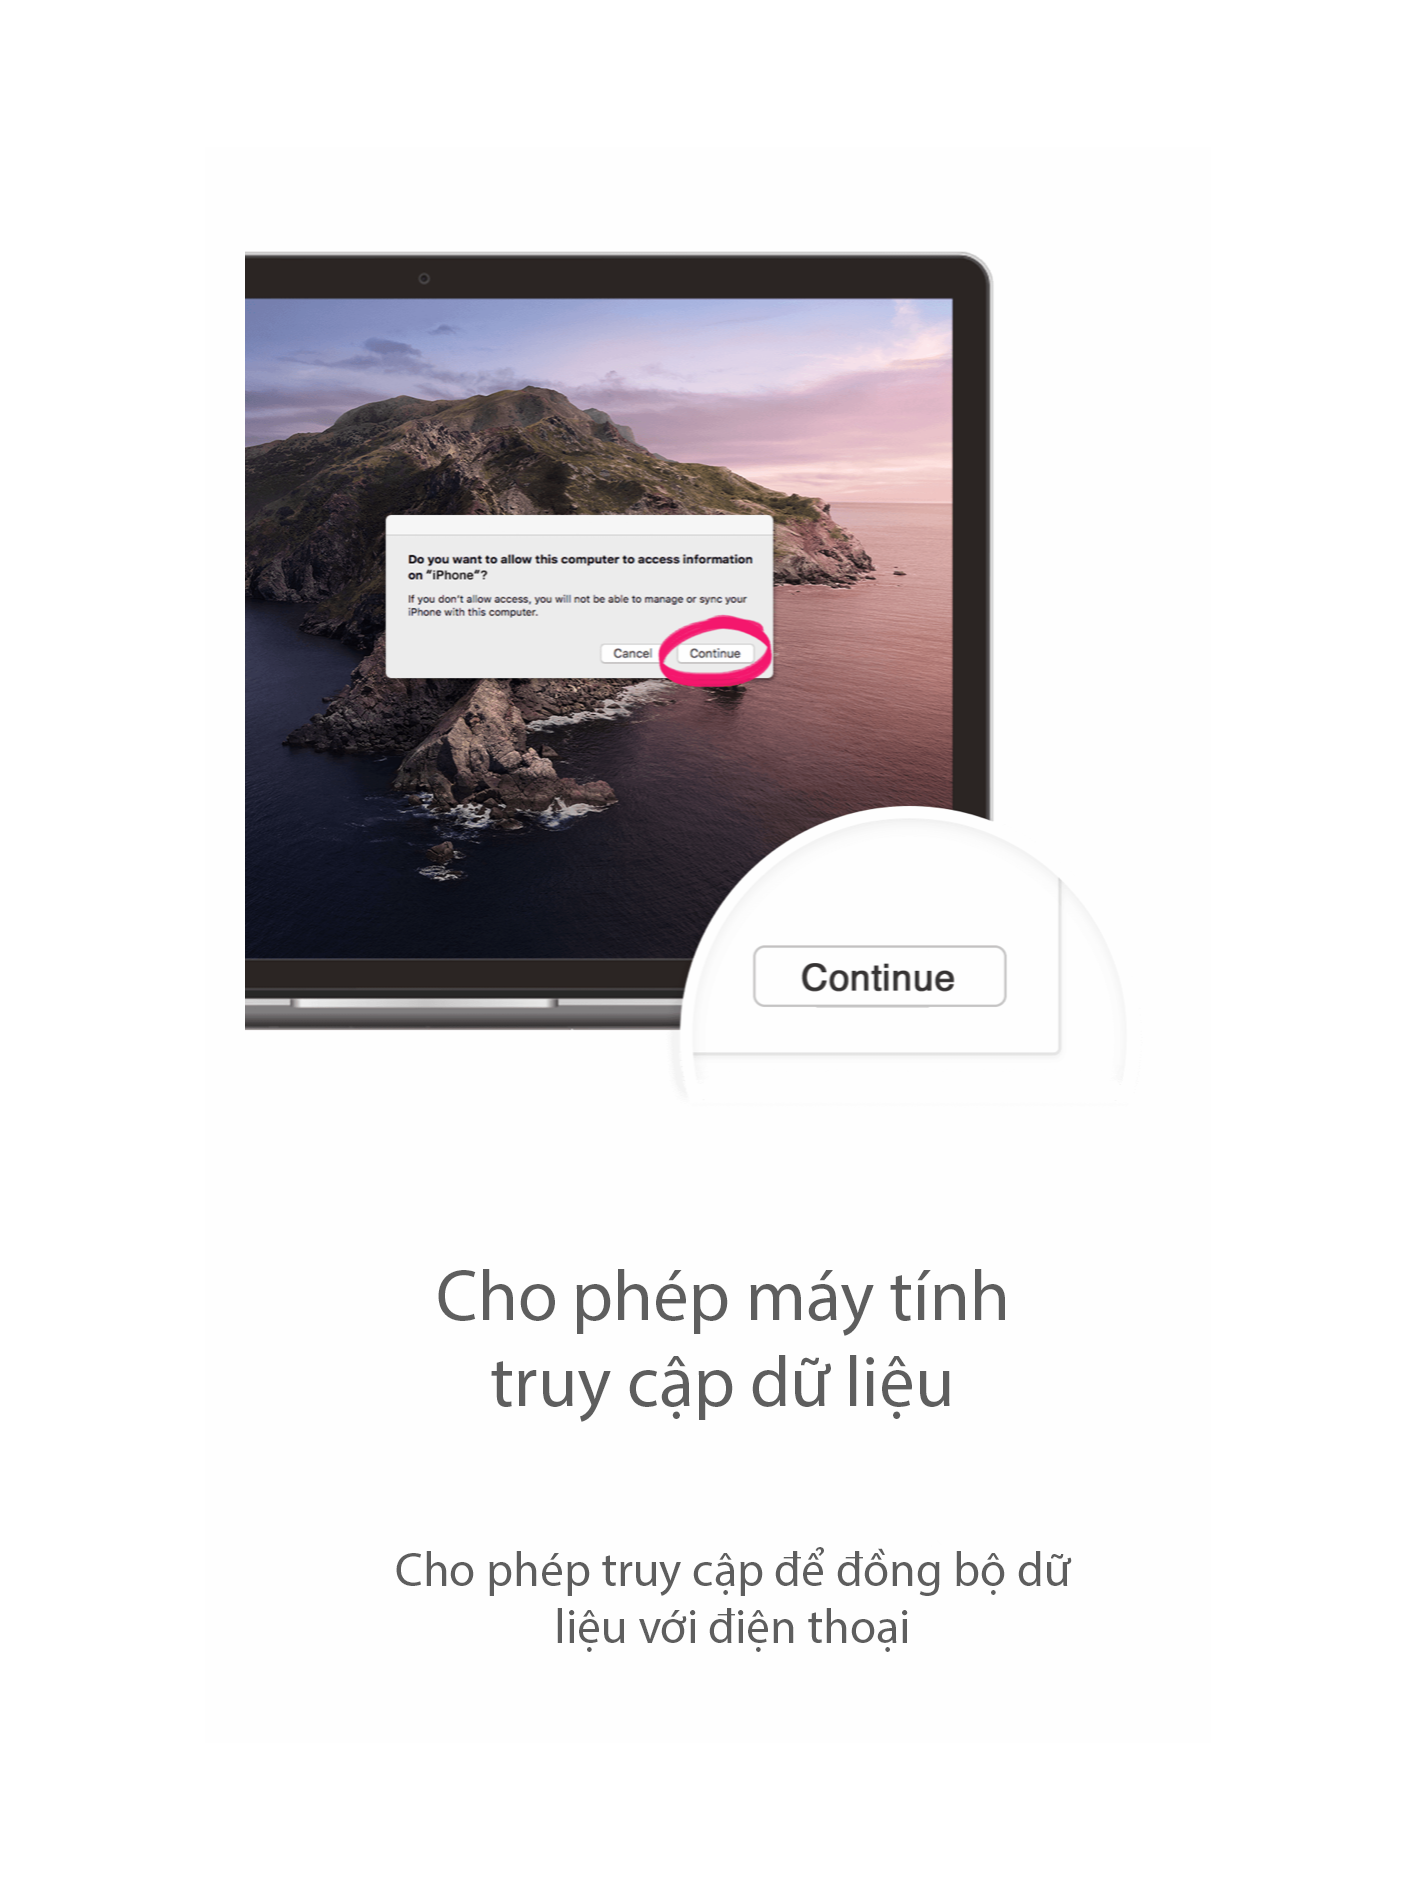 Do you want to allow this computer to access information
on "iPhone"?
If you don't allow access, you will not be able to manage or sync your
iPhone with this computer.
Cancel
Continue
Continue
Cho phép máy tính
truy cập dữ liệu
Cho phép truy cập để đồng bộ dữ
liệu với điện thoại